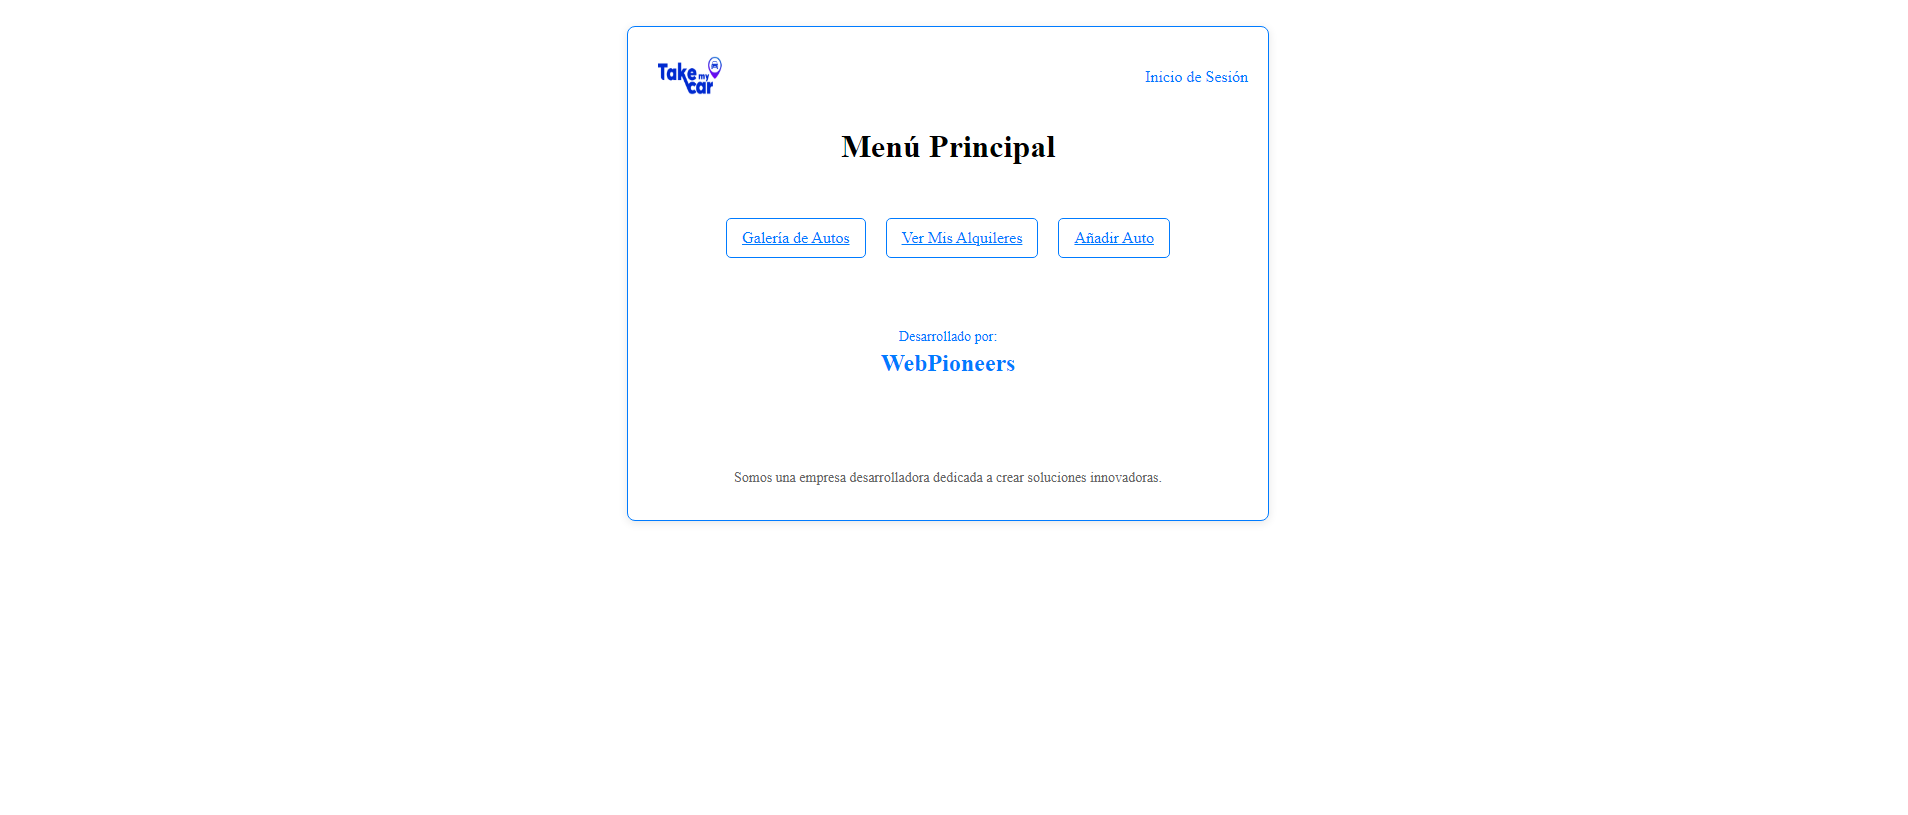 Take my car
Inicio de Sesión
Menú Principal
Galería de Autos
Ver Mis Alquileres
Añadir Auto
Desarrollado por:
WebPioneers
Somos una empresa desarrolladora dedicada a crear soluciones innovadoras.